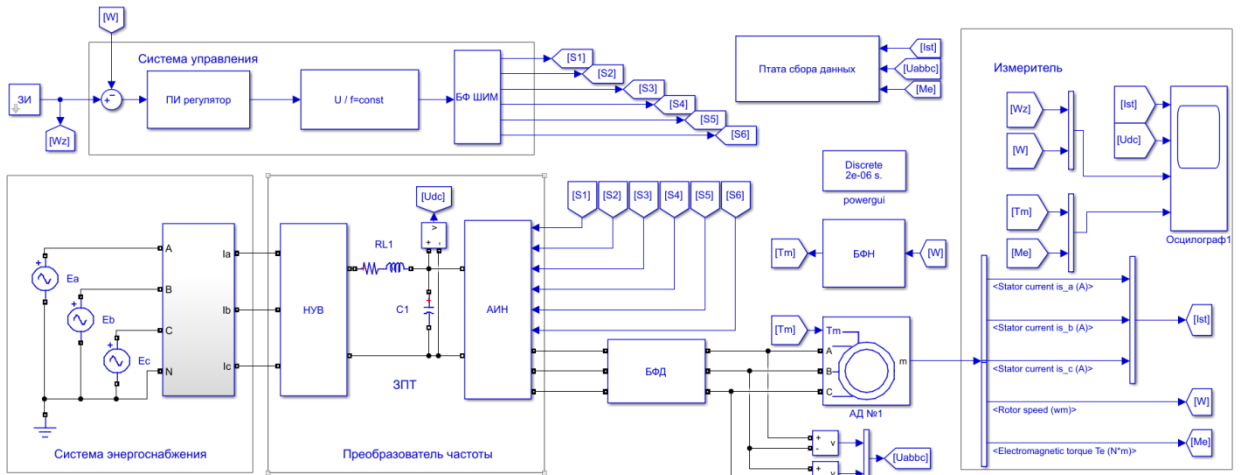 [W]
Система управления
ЗИ
ПИ регулятор
U / f=const
БФ ШИМ
[Wz]
[S1]
[S2]
[S3]
[S4]
[S5]
[S6]
Птата сбора данных
[Ist]
[Uabbc]
[Me]
Измеритель
[Wz]
[W]
[Ist]
[Udc]
[Tm]
[Me]
Осцилограф1
Discrete
2e-06 s.
powergui
БФН
[Tm]
[W]
Ea
Eb
Ec
A
B
C
N
Ia
Ib
Ic
Система энергоснабжения
НУВ
RL1
[Udc]
v
+ -
C1
ЗПТ
АИН
Преобразователь частоты
[S1]
[S2]
[S3]
[S4]
[S5]
[S6]
БФД
[Tm]
Tm
A
B
C
m
АД №1
+
-
v
+
v
[Uabbc]
<Stator current is_a (A)>
<Stator current is_b (A)>
<Stator current is_c (A)>
<Rotor speed (wm)>
<Electromagnetic torque Te (N*m)>
[Ist]
[W]
[Me]